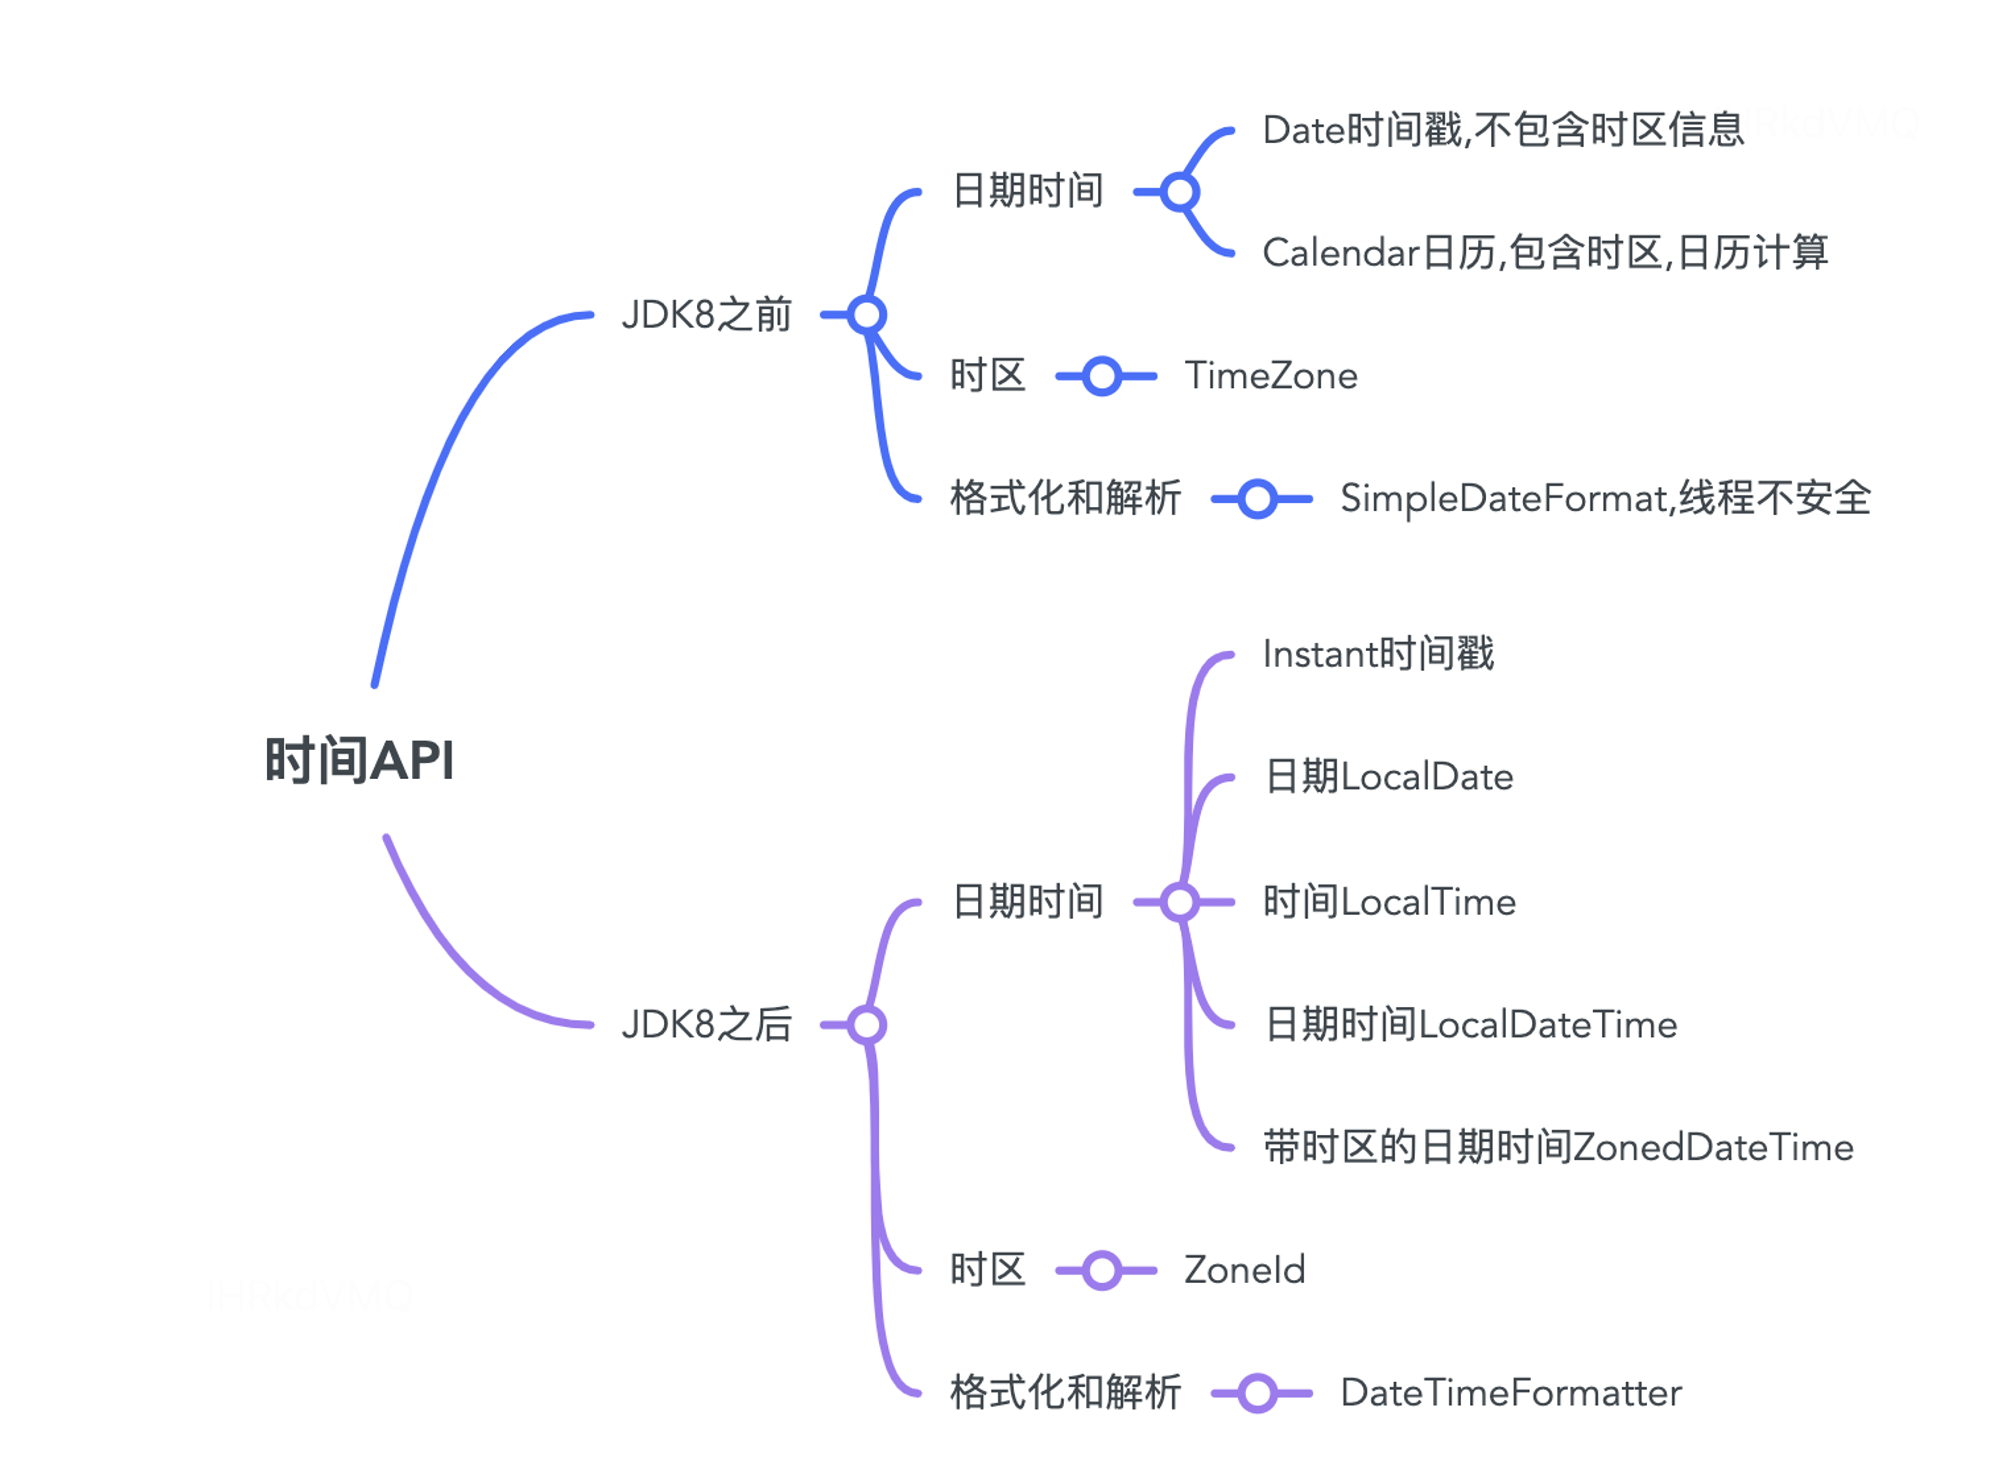 时间API
JDK8之前
日期时间
Date时间戳,不包含时区信息
Calendar日历,包含时区,日历计算
时区
TimeZone
格式化和解析
SimpleDateFormat,线程不安全
JDK8之后
日期时间
Instant时间戳
日期LocalDate
时间LocalTime
日期时间LocalDateTime
带时区的日期时间ZonedDateTime
时区
ZoneId
格式化和解析
DateTimeFormatter